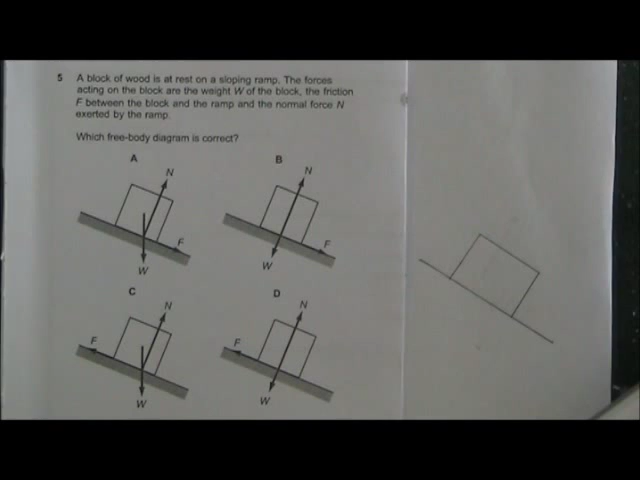 5 A block of wood is at rest on a sloping ramp. The forces
acting on the block are the weight W of the block, the friction
F between the block and the ramp and the normal force N
exerted by the ramp.
Which free-body diagram is correct?
A
B
N
N
F
F
W
W
C
D
N
N
F
F
W
W